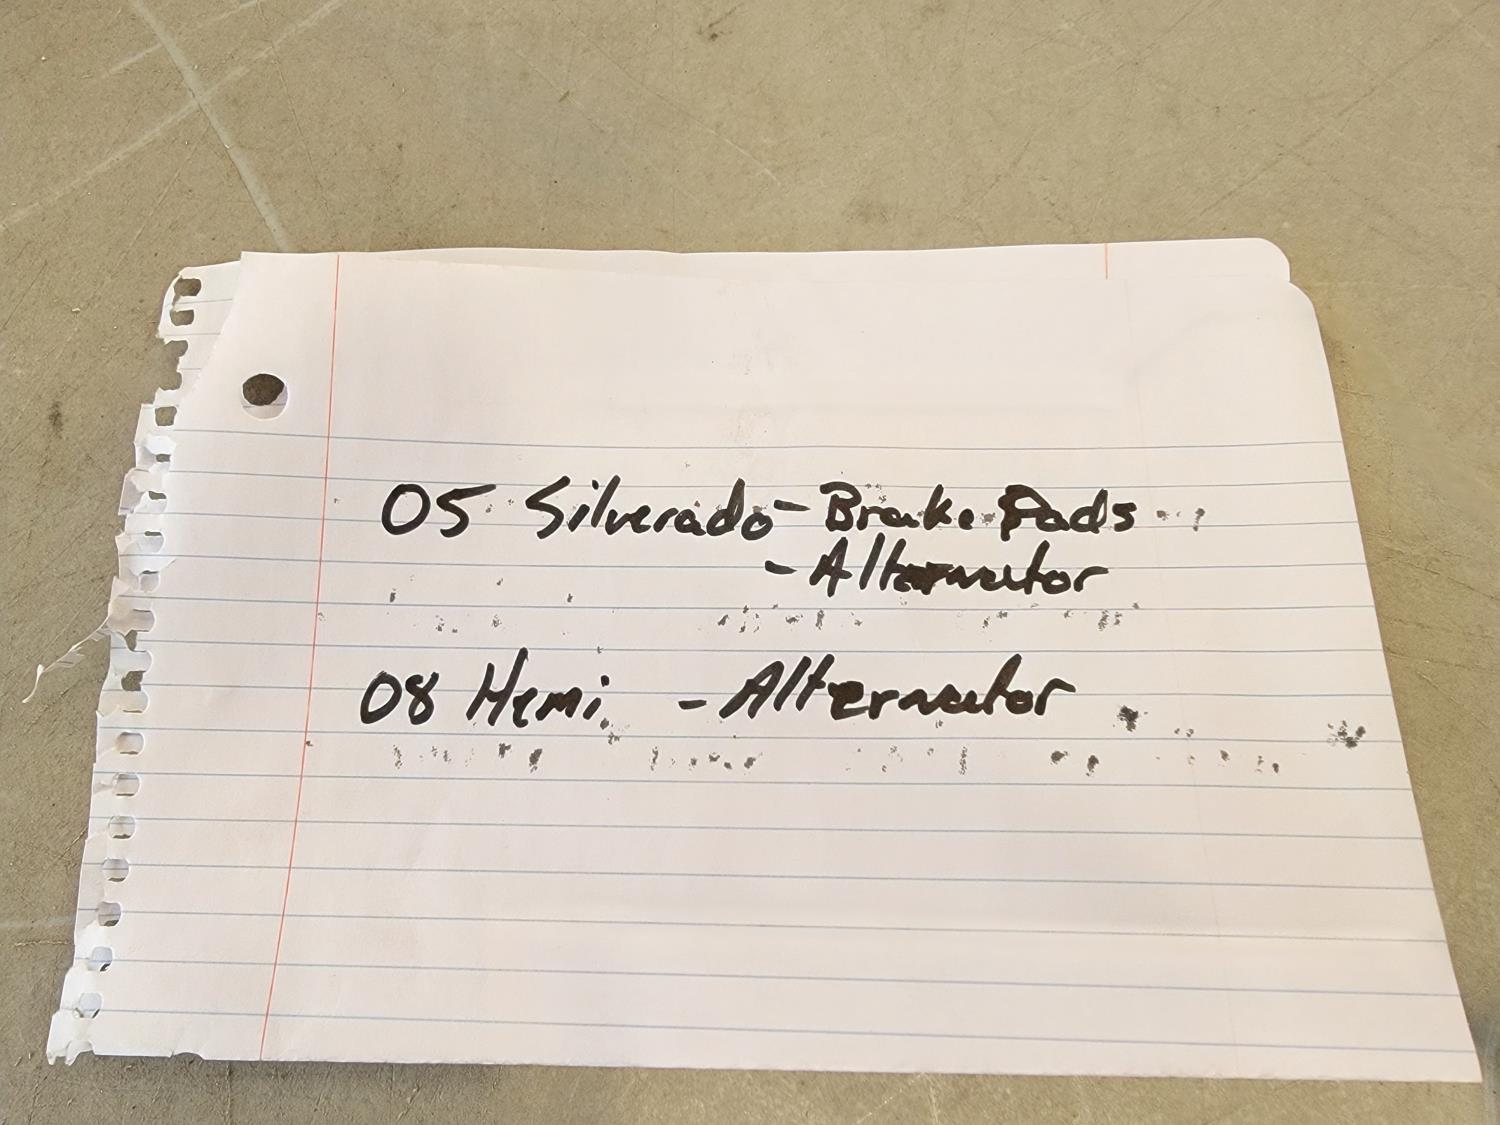 05 Silverado - Brake Pads
- Alternator
08 Hemi - Alternator